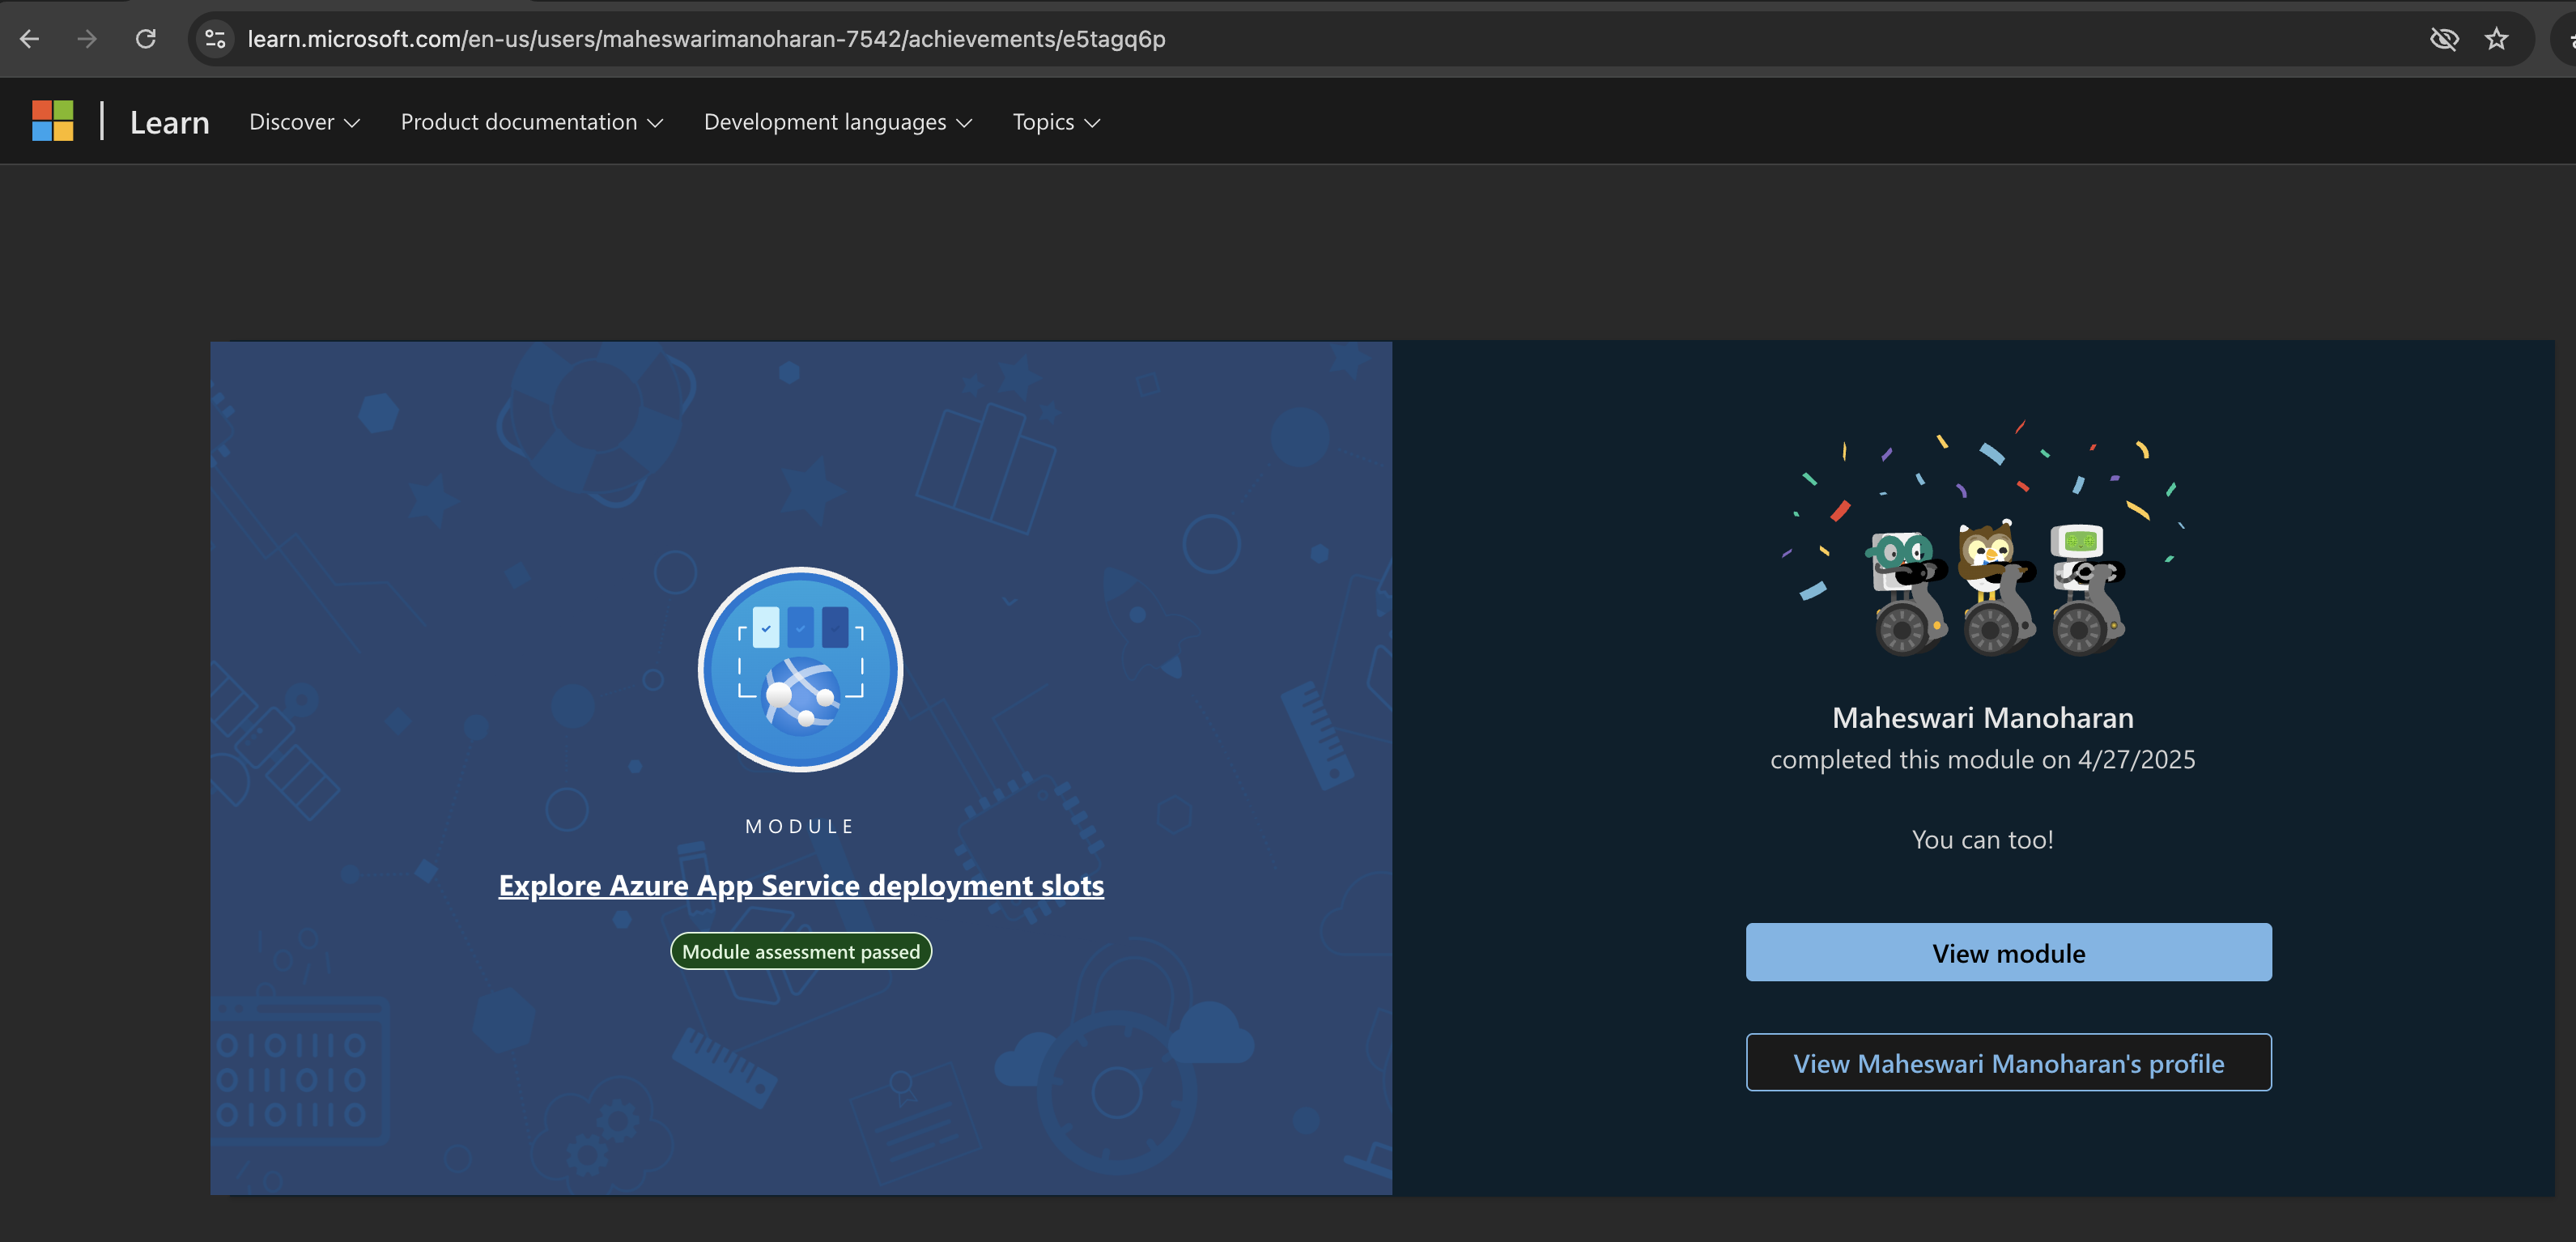 learn.microsoft.com/en-us/users/maheswarimanoharan-7542/achievements/e5tagq6p
Learn Discover Product documentation Development languages Topics
MODULE
Explore Azure App Service deployment slots
Module assessment passed
Maheswari Manoharan
completed this module on 4/27/2025
You can too!
View module
View Maheswari Manoharan's profile